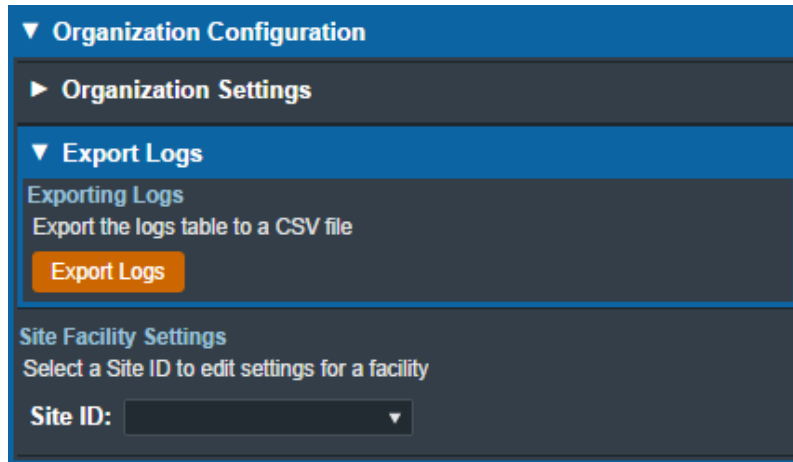 Organization Configuration
Organization Settings
Export Logs
Exporting Logs
Export the logs table to a CSV file
Export Logs
Site Facility Settings
Select a Site ID to edit settings for a facility
Site ID: